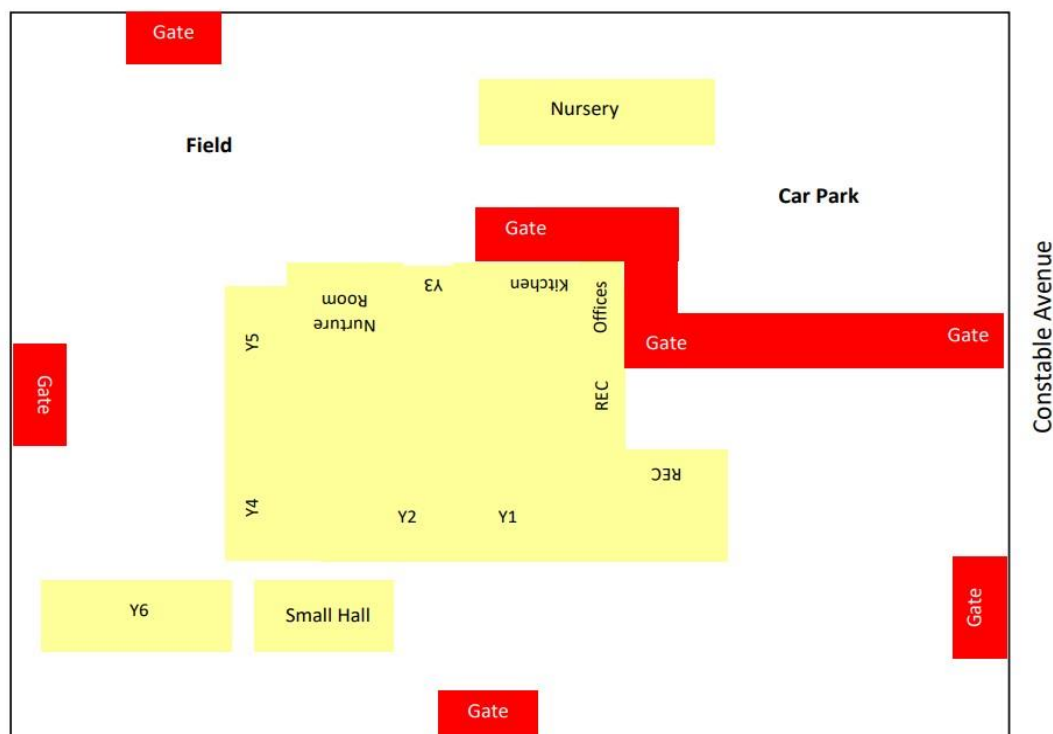 Gate
Nursery
Field
Car Park
Gate
Constable Avenue
Kitchen
Y3
Nurture
Room
Offices
Y5
Gate
Gate
Gate
REC
REC
Y4
Y2
Y1
Y6
Small Hall
Gate
Gate